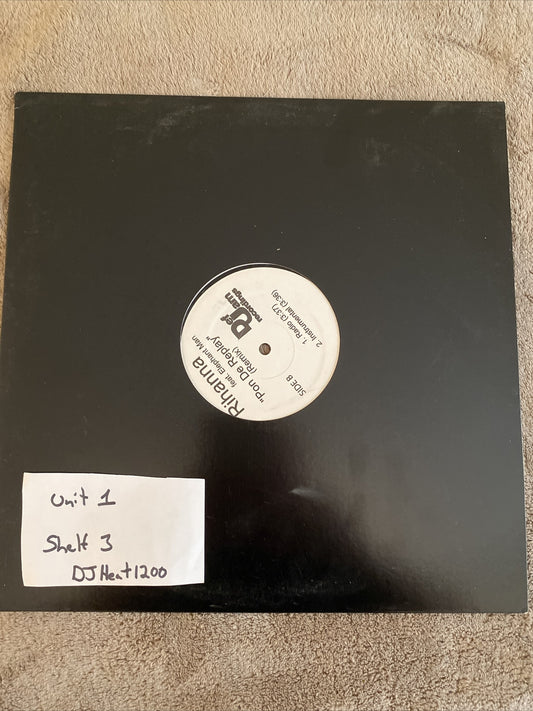 Rihanna
feat. Elephant Man
"Pon De Replay"
(Remix)
Def Jam
recordings
SIDE B
1. Radio (3:37)
2. Instrumental (3:36)
Unit 1
Shelf 3
DJHeat1200